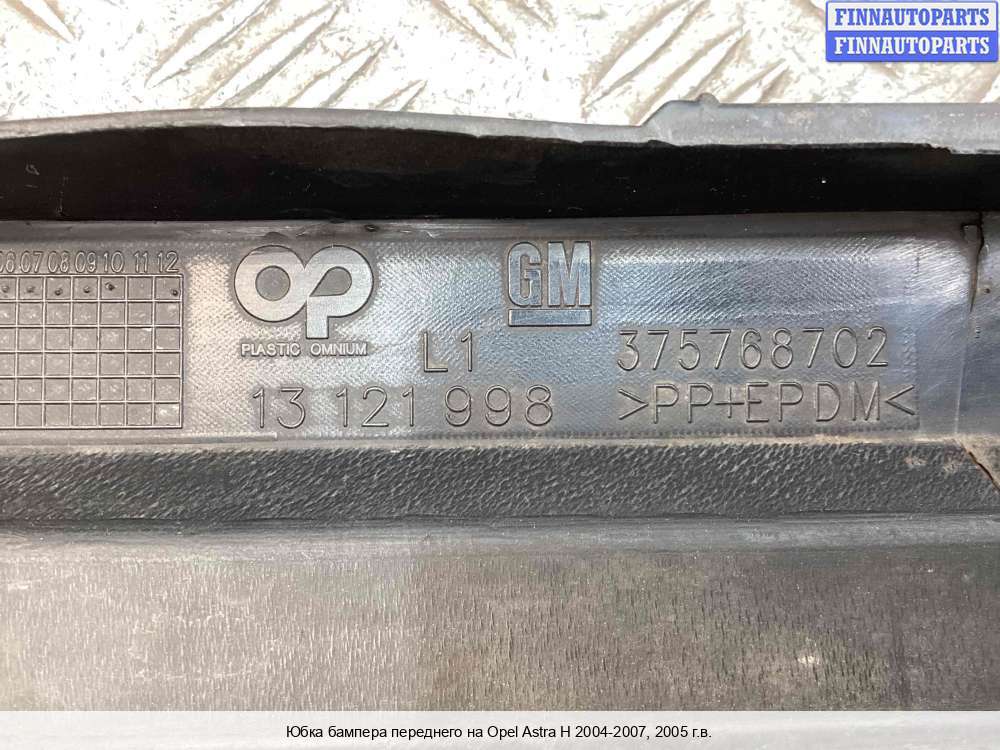 FINNAUTOPARTS
FINNAUTOPARTS
06 07 08 09 10 11 12
OP
GM
PLASTIC OMNIUM
L1
375768702
13 121 998
>PP+EPDM<
Юбка бампера переднего на Opel Astra H 2004-2007, 2005 г.в.